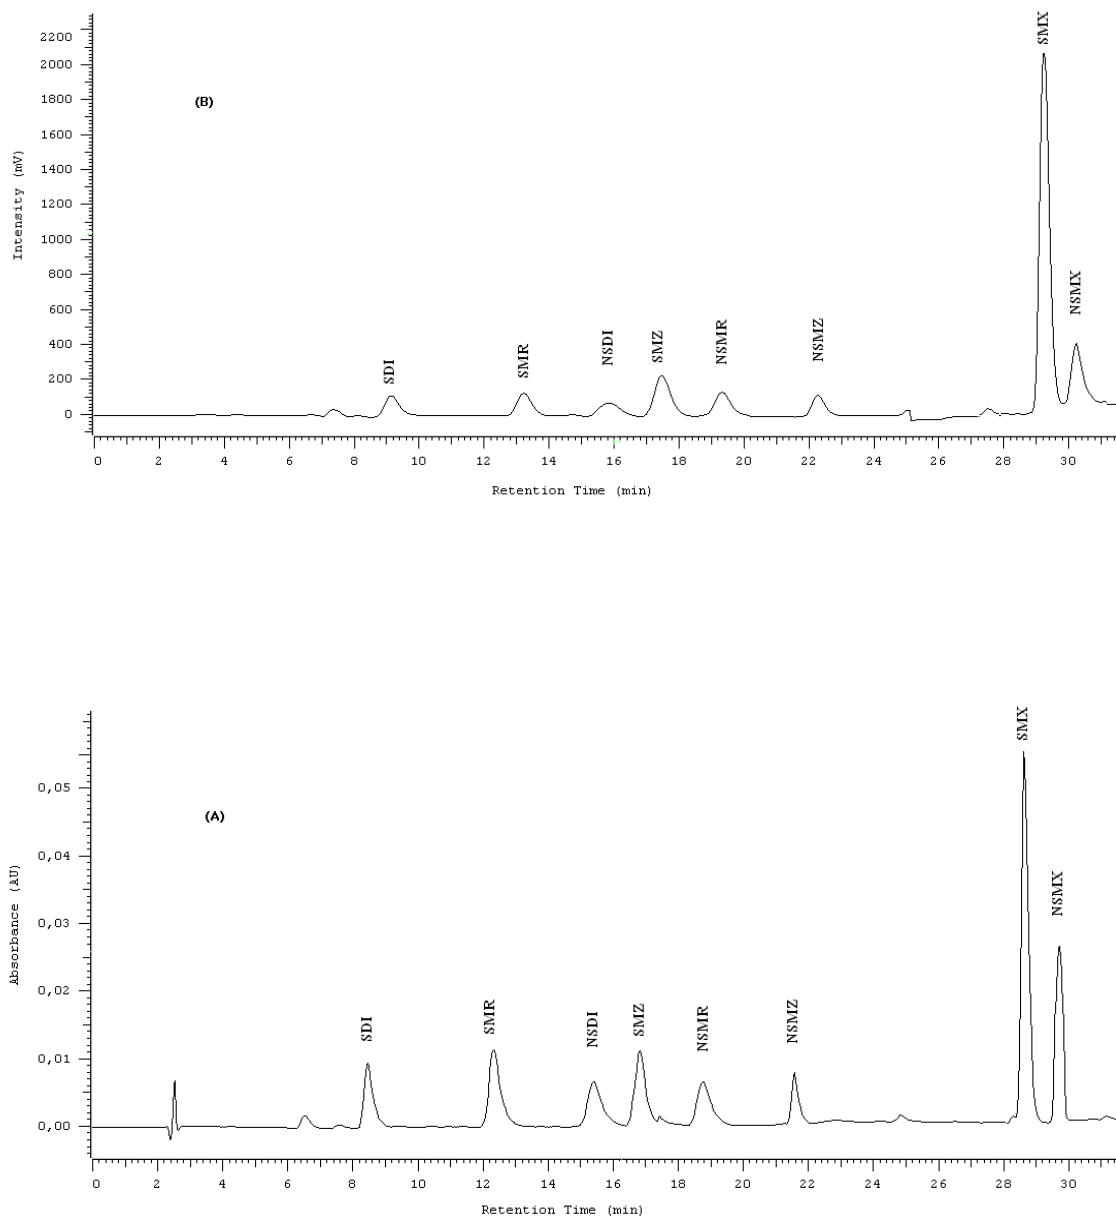 SMX
2200
2000
(B)
1800
1600
1400
1200
1000
800
600
400
200
0
Intensity (mV)
NSMX
SDI
SMR
NSDI
SMZ
NSMR
NSMZ
0 2 4 6 8 10 12 14 16 18 20 22 24 26 28 30
Retention Time (min)
SMX
0,05
(A)
0,04
0,03
0,02
0,01
0,00
Absorbance (AU)
NSMX
SDI
SMR
NSDI
SMZ
NSMR
NSMZ
0 2 4 6 8 10 12 14 16 18 20 22 24 26 28 30
Retention Time (min)